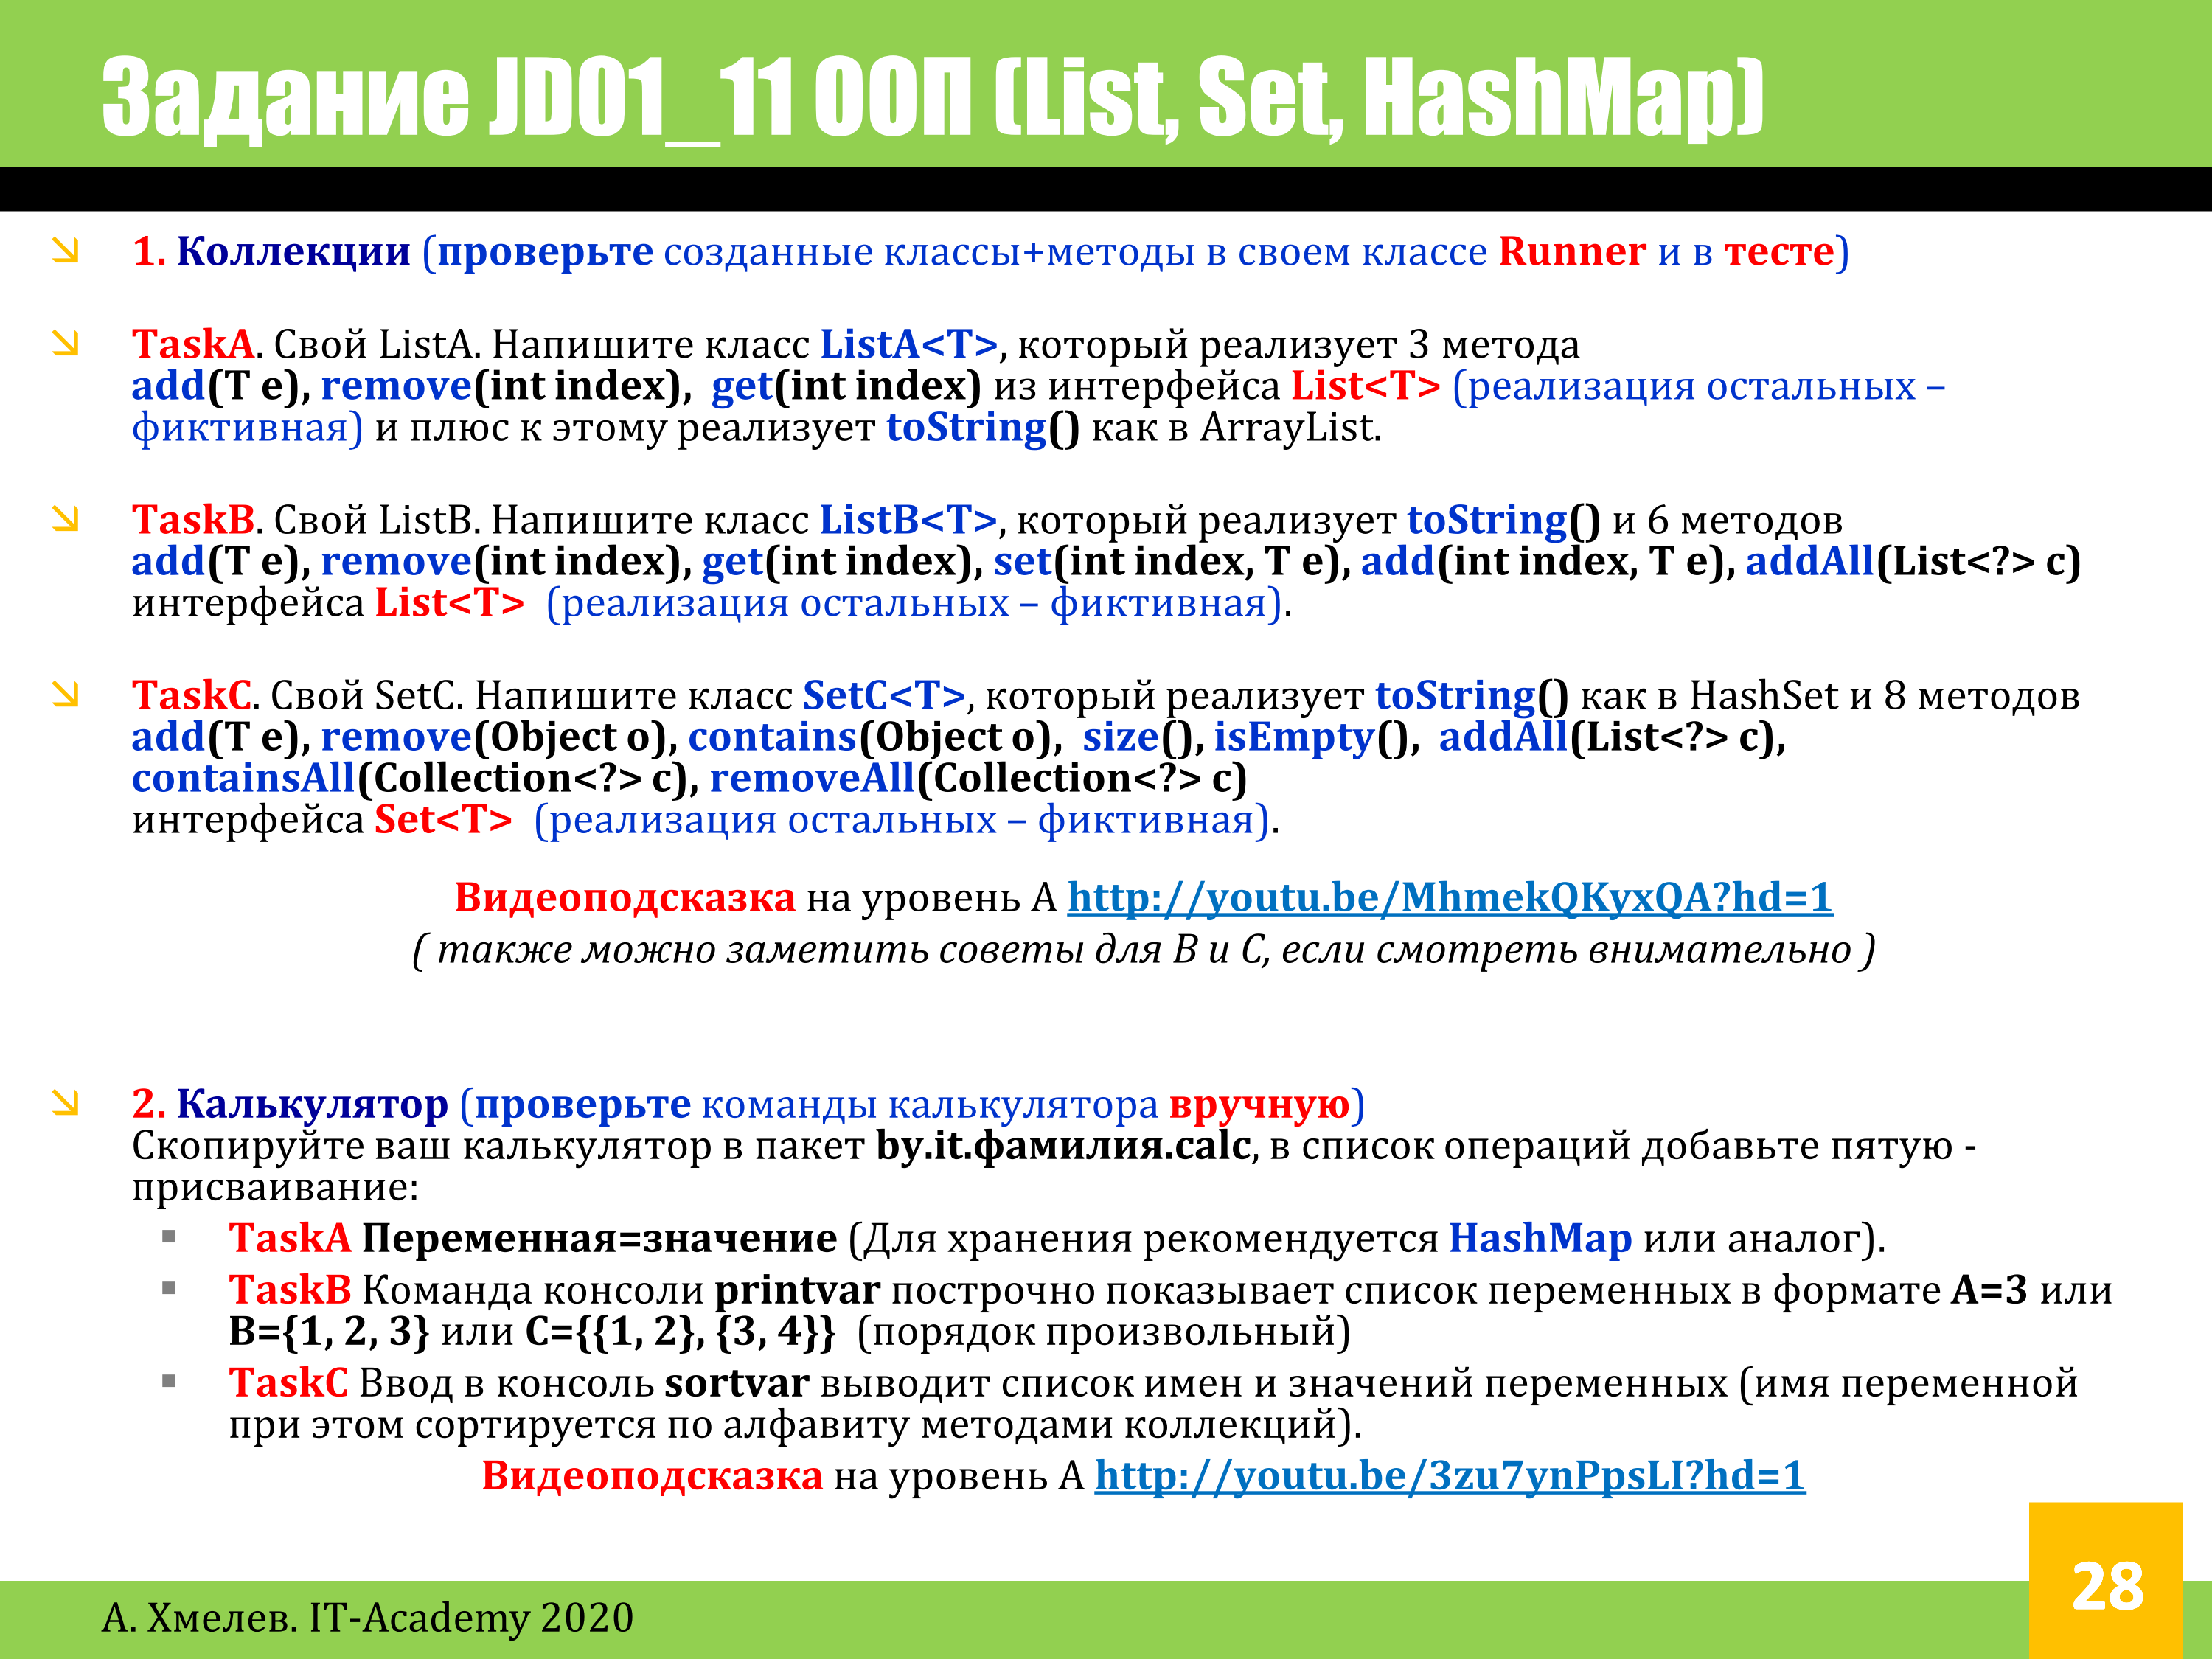 Задание JD01_11 ООП (List, Set, HashMap)
1. Коллекции (проверьте созданные классы+методы в своем классе Runner и в тесте)
TaskA. Свой ListA. Напишите класс ListA<T>, который реализует 3 метода
add(T e), remove(int index), get(int index) из интерфейса List<T> (реализация остальных –
фиктивная) и плюс к этому реализует toString() как в ArrayList.
TaskB. Свой ListB. Напишите класс ListB<T>, который реализует toString() и 6 методов
add(T e), remove(int index), get(int index), set(int index, T e), add(int index, T e), addAll(List<?> c)
интерфейса List<T> (реализация остальных – фиктивная).
TaskC. Свой SetC. Напишите класс SetC<T>, который реализует toString() как в HashSet и 8 методов
add(T e), remove(Object o), contains(Object o), size(), isEmpty(), addAll(List<?> c),
containsAll(Collection<?> c), removeAll(Collection<?> c)
интерфейса Set<T> (реализация остальных – фиктивная).
Видеоподсказка на уровень А http://youtu.be/MhmekQKyxQA?hd=1
( также можно заметить советы для B и C, если смотреть внимательно )
2. Калькулятор (проверьте команды калькулятора вручную)
Скопируйте ваш калькулятор в пакет by.it.фамилия.calc, в список операций добавьте пятую -
присваивание:
TaskA Переменная=значение (Для хранения рекомендуется HashMap или аналог).
TaskB Команда консоли printvar построчно показывает список переменных в формате A=3 или
B={1, 2, 3} или C={{1, 2}, {3, 4}} (порядок произвольный)
TaskC Ввод в консоль sortvar выводит список имен и значений переменных (имя переменной
при этом сортируется по алфавиту методами коллекций).
Видеоподсказка на уровень А http://youtu.be/3zu7ynPpsLI?hd=1
28
А. Хмелев. IT-Academy 2020